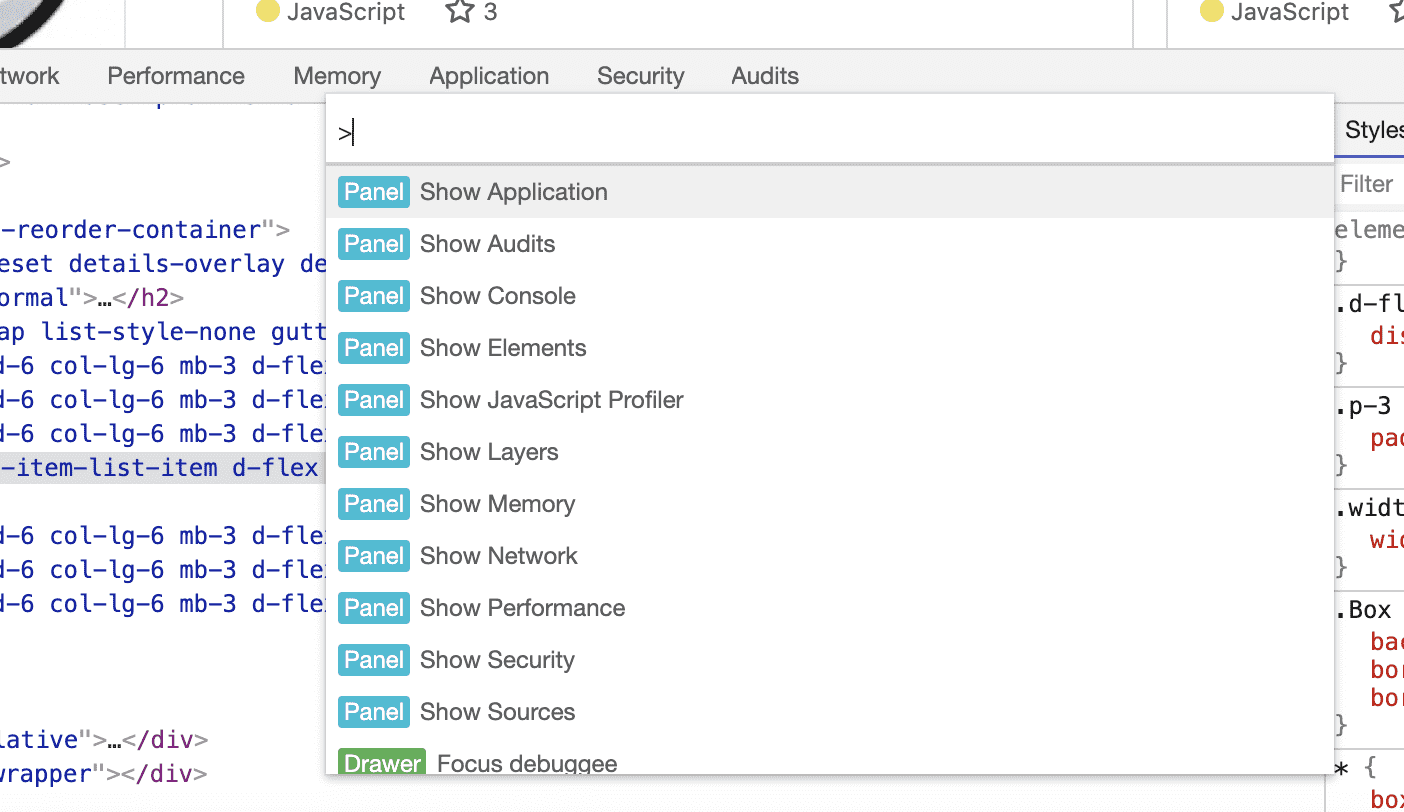 JavaScript 3 JavaScript
twork Performance Memory Application Security Audits
>
Styles
>
Panel Show Application
Filter
Panel Show Audits
-reorder-container">
eleme
eset details-overlay de
}
Panel Show Console
ormal">…</h2>
.d-fl
ap list-style-none gutt
dis
Panel Show Elements
d-6 col-lg-6 mb-3 d-flex
}
Panel Show JavaScript Profiler
d-6 col-lg-6 mb-3 d-flex
.p-3
d-6 col-lg-6 mb-3 d-flex
pad
Panel Show Layers
-item-list-item d-flex
}
Panel Show Memory
.widt
d-6 col-lg-6 mb-3 d-flex
wid
Panel Show Network
d-6 col-lg-6 mb-3 d-flex
}
Panel Show Performance
d-6 col-lg-6 mb-3 d-flex
.Box
Panel Show Security
bac
bor
bor
Panel Show Sources
}
lative">…</div>
Drawer Focus debuggee
wrapper"></div>
* {
box